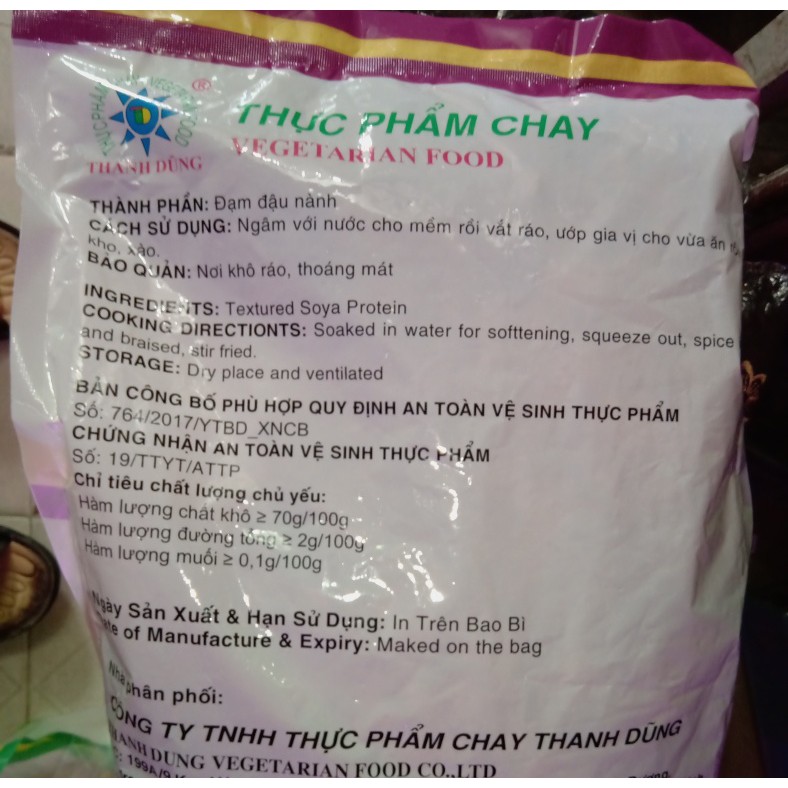 THỰC PHẨM CHAY
VEGETARIAN FOOD
®
THANH DŨNG
THÀNH PHẦN: Đạm đậu nành
CÁCH SỬ DỤNG: Ngâm với nước cho mềm rồi vắt ráo, ướp gia vị cho vừa ăn
kho, xào.
BẢO QUẢN: Nơi khô ráo, thoáng mát
INGREDIENTS: Textured Soya Protein
COOKING DIRECTIONTS: Soaked in water for softtening, squeeze out, spice
and braised, stir fried.
STORAGE: Dry place and ventilated
BẢN CÔNG BỐ PHÙ HỢP QUY ĐỊNH AN TOÀN VỆ SINH THỰC PHẨM
Số: 764/2017/YTBD_XNCB
CHỨNG NHẬN AN TOÀN VỆ SINH THỰC PHẨM
Số: 19/TTYT/ATTP
Chỉ tiêu chất lượng chủ yếu:
Hàm lượng chất khô ≥ 70g/100g
Hàm lượng đường tổng ≥ 2g/100g
Hàm lượng muối ≥ 0,1g/100g
Ngày Sản Xuất & Hạn Sử Dụng: In Trên Bao Bì
of Manufacture & Expiry: Maked on the bag
Nhà phân phối:
CÔNG TY TNHH THỰC PHẨM CHAY THANH DŨNG
THANH DUNG VEGETARIAN FOOD CO.,LTD
199A/9